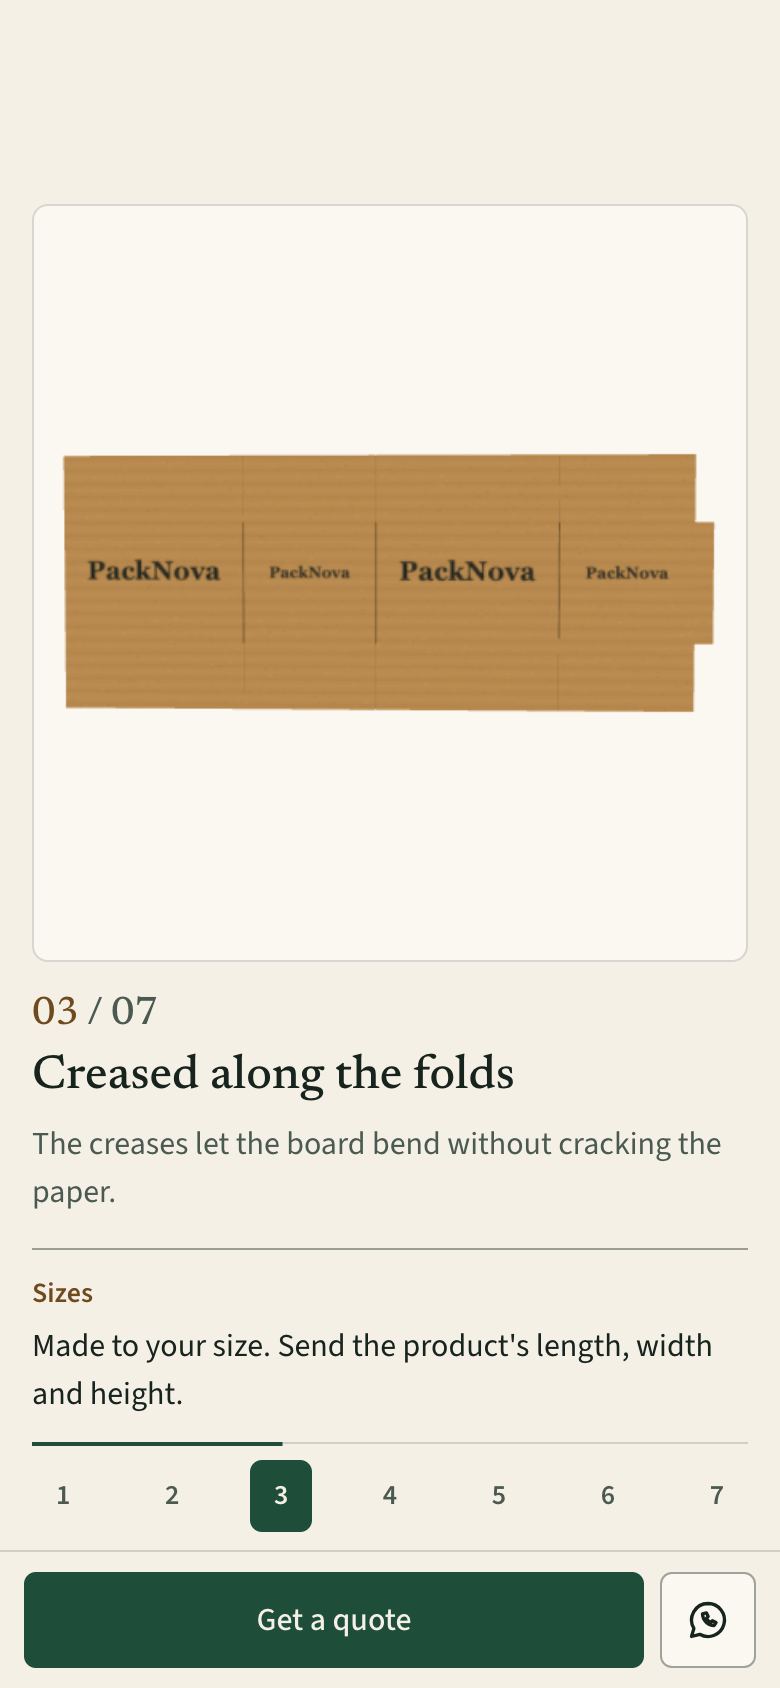 PackNova PackNova PackNova PackNova
03 / 07
Creased along the folds
The creases let the board bend without cracking the
paper.
Sizes
Made to your size. Send the product's length, width
and height.
1 2 3 4 5 6 7
Get a quote